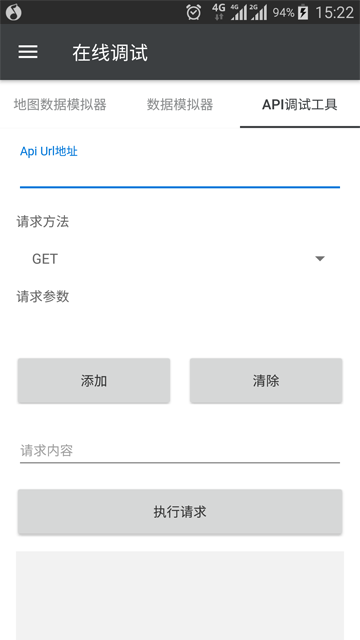 4G 4G 2G 94% 15:22
在线调试
地图数据模拟器 数据模拟器 API调试工具
Api Url地址
请求方法
GET
请求参数
添加 清除
请求内容
执行请求